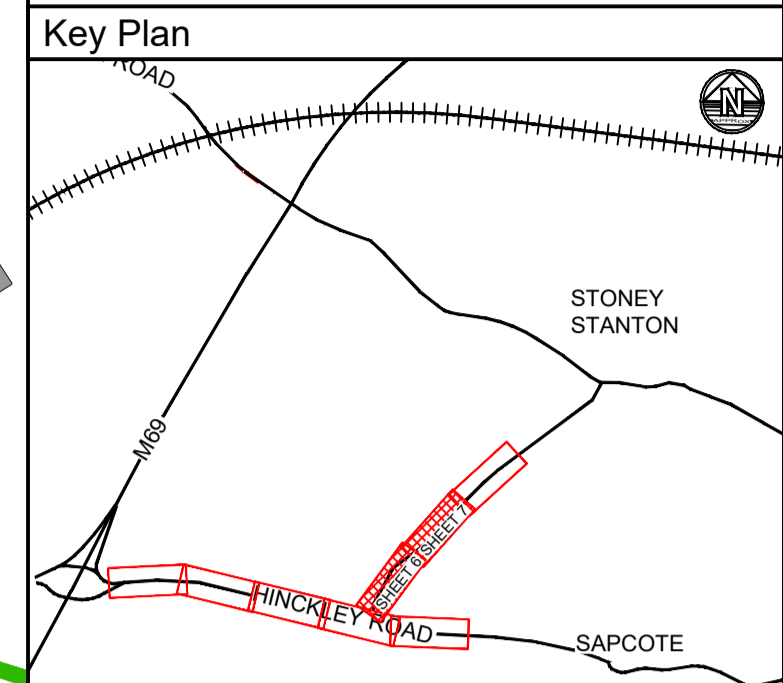 Key Plan
ROAD
N
APPROX
STONEY
STANTON
M69
SHEET 7
SHEET 6
HINCKLEY ROAD
SAPCOTE